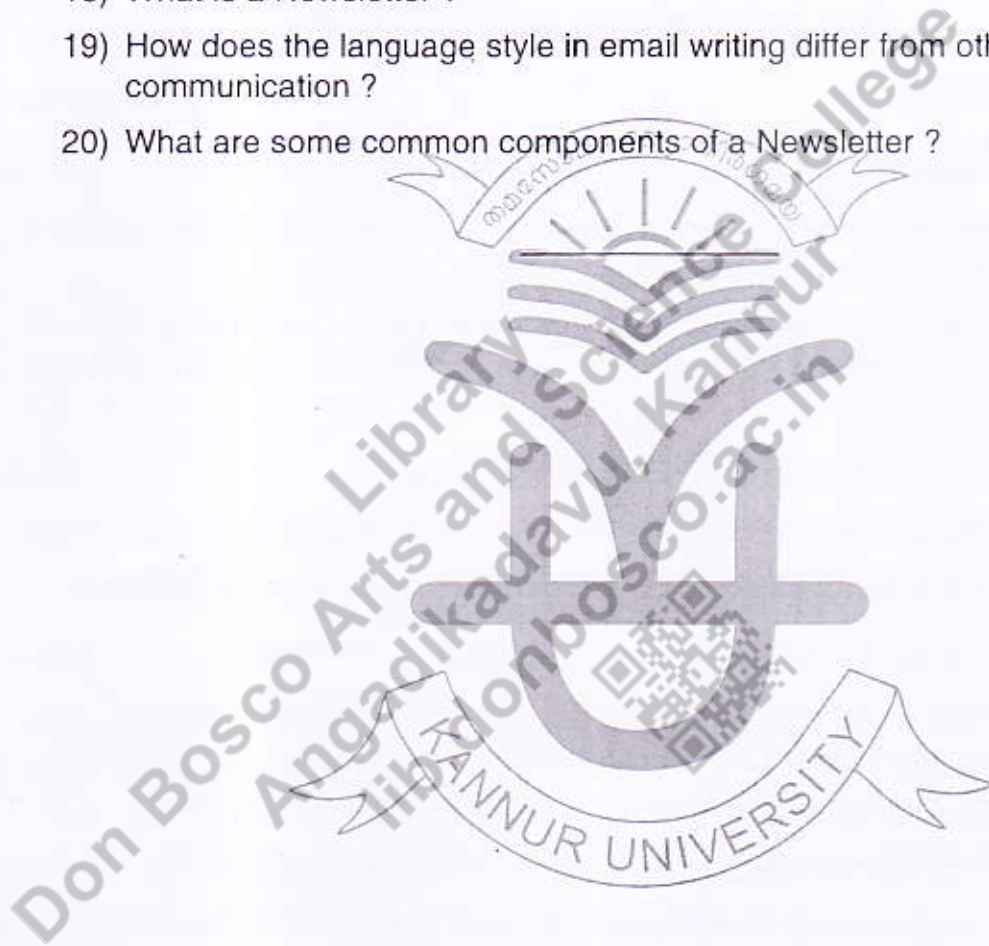 19) How does the language style in email writing differ from oth
communication ?
20) What are some common components of a Newsletter ?
Library
Don Bosco Arts and Science College
Angadikadavu, Kannur
libdonbosco.ac.in
KANNUR UNIVERSITY